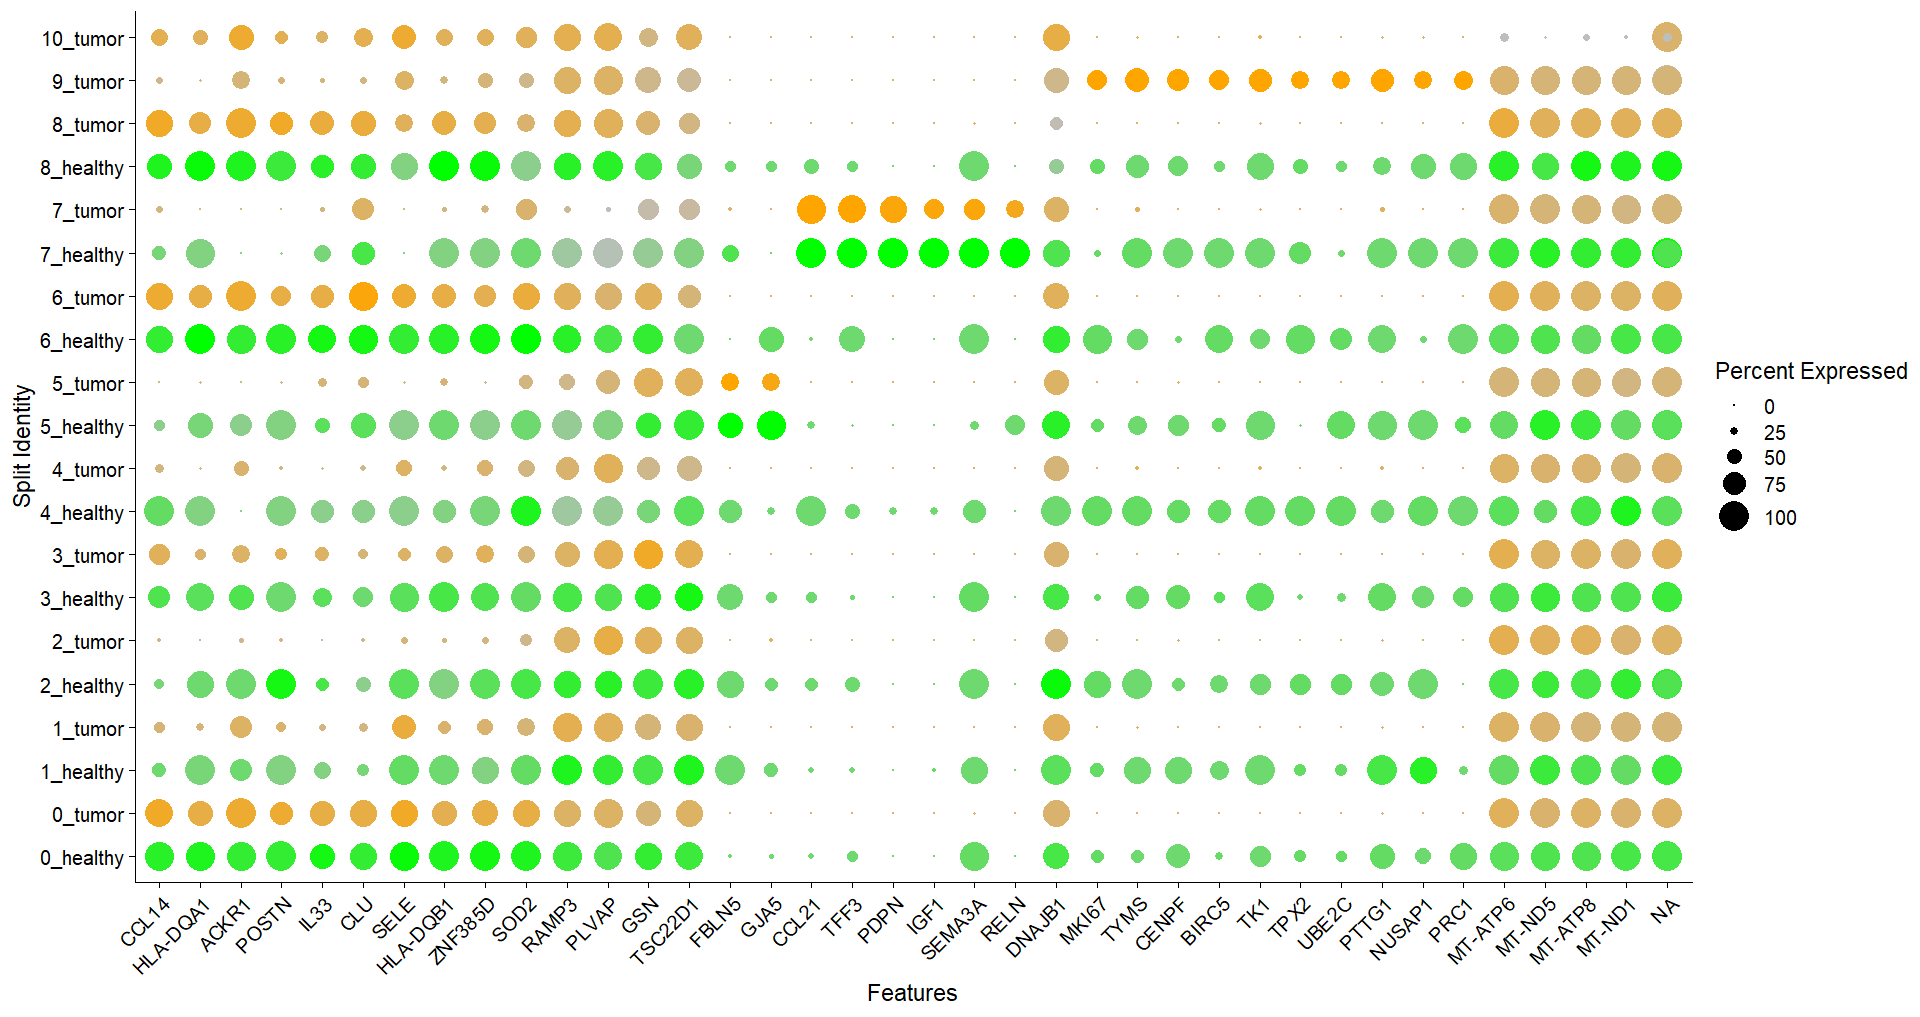 10_tumor
9_tumor
8_tumor
8_healthy
7_tumor
7_healthy
6_tumor
6_healthy
5_tumor
5_healthy
4_tumor
4_healthy
3_tumor
3_healthy
2_tumor
2_healthy
1_tumor
1_healthy
0_tumor
0_healthy
Split Identity
CCL14
HLA-DQA1
ACKR1
POSTN
IL33
CLU
SELE
HLA-DQB1
ZNF385D
SOD2
RAMP3
PLVAP
GSN
TSC22D1
FBLN5
GJA5
CCL21
TFF3
PDPN
IGF1
SEMA3A
RELN
DNAJB1
MKI67
TYMS
CENPF
BIRC5
TK1
TPX2
UBE2C
PTTG1
NUSAP1
PRC1
MT-ATP6
MT-ND5
MT-ATP8
MT-ND1
NA
Features
Percent Expressed
0
25
50
75
100